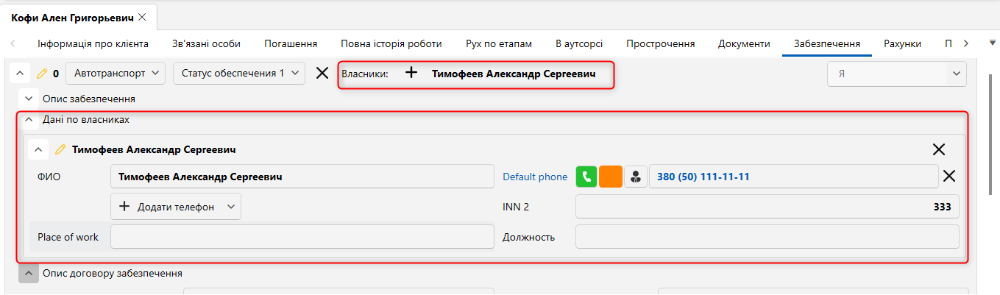 Кофи Ален Григорьевич
Інформація про клієнта Зв'язані особи Погашення Повна історія роботи Рух по етапам В аутсорсі Прострочення Документи Забезпечення Рахунки П
0 Автотранспорт Статус обеспечения 1 Власники: Тимофеев Александр Сергеевич Я
Опис забезпечення
Дані по власниках
Тимофеев Александр Сергеевич
ФИО Тимофеев Александр Сергеевич Default phone 380 (50) 111-11-11
Додати телефон INN 2 333
Place of work Должность
Опис договору забезпечення